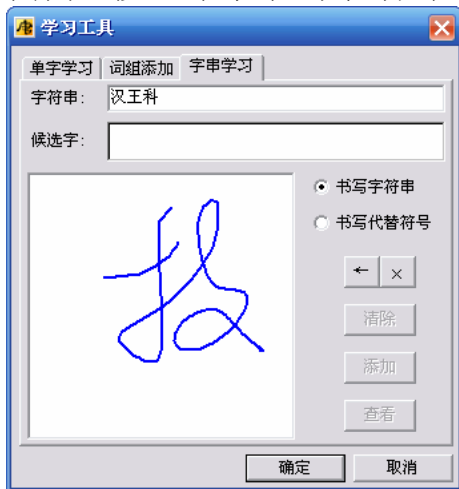 学习工具
单字学习 词组添加 字串学习
字符串: 汉王科
候选字:
技
书写字符串
书写代替符号
← ×
清除
添加
查看
确定 取消